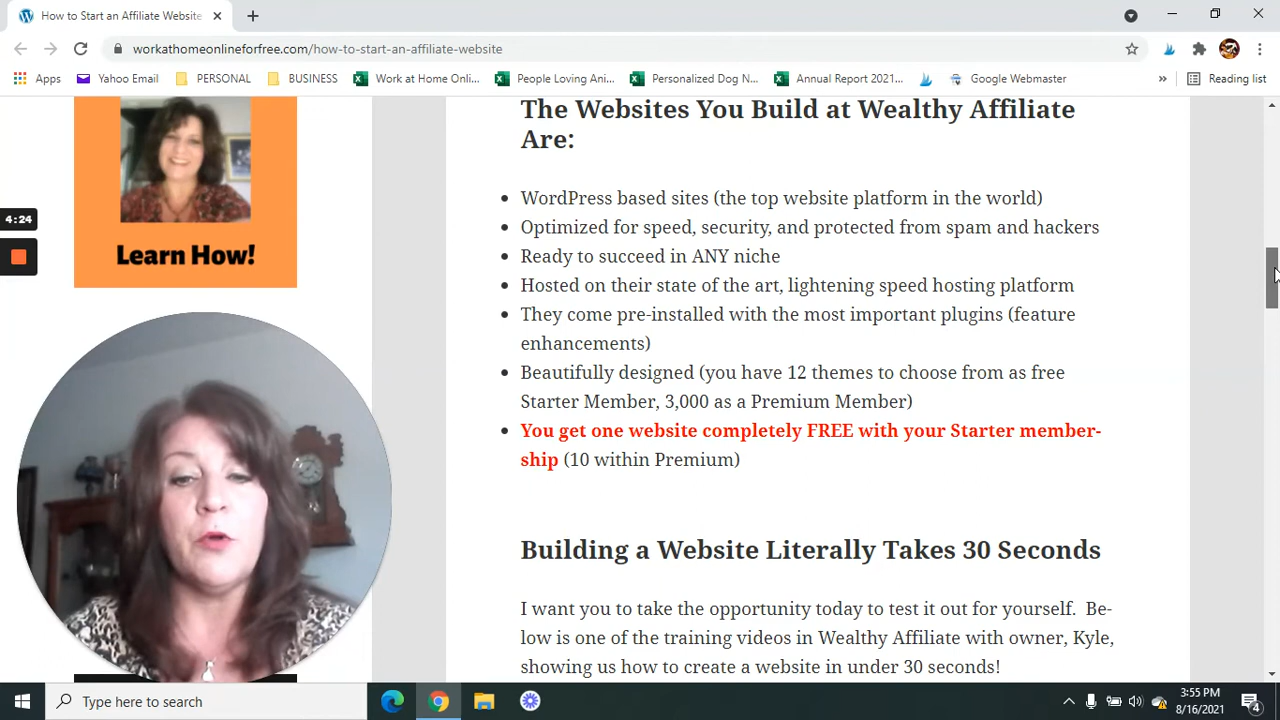 How to Start an Affiliate Website
workathomeonlineforfree.com/how-to-start-an-affiliate-website
Apps
Yahoo Email
PERSONAL
BUSINESS
Work at Home Onli...
People Loving Ani...
Personalized Dog N...
Annual Report 2021...
Google Webmaster
»
Reading list
4:24
Learn How!
The Websites You Build at Wealthy Affiliate
Are:
• WordPress based sites (the top website platform in the world)
• Optimized for speed, security, and protected from spam and hackers
• Ready to succeed in ANY niche
• Hosted on their state of the art, lightening speed hosting platform
• They come pre-installed with the most important plugins (feature
enhancements)
• Beautifully designed (you have 12 themes to choose from as free
Starter Member, 3,000 as a Premium Member)
• You get one website completely FREE with your Starter member-
ship (10 within Premium)
Building a Website Literally Takes 30 Seconds
I want you to take the opportunity today to test it out for yourself. Be-
low is one of the training videos in Wealthy Affiliate with owner, Kyle,
showing us how to create a website in under 30 seconds!
Type here to search
3:55 PM
8/16/2021
4